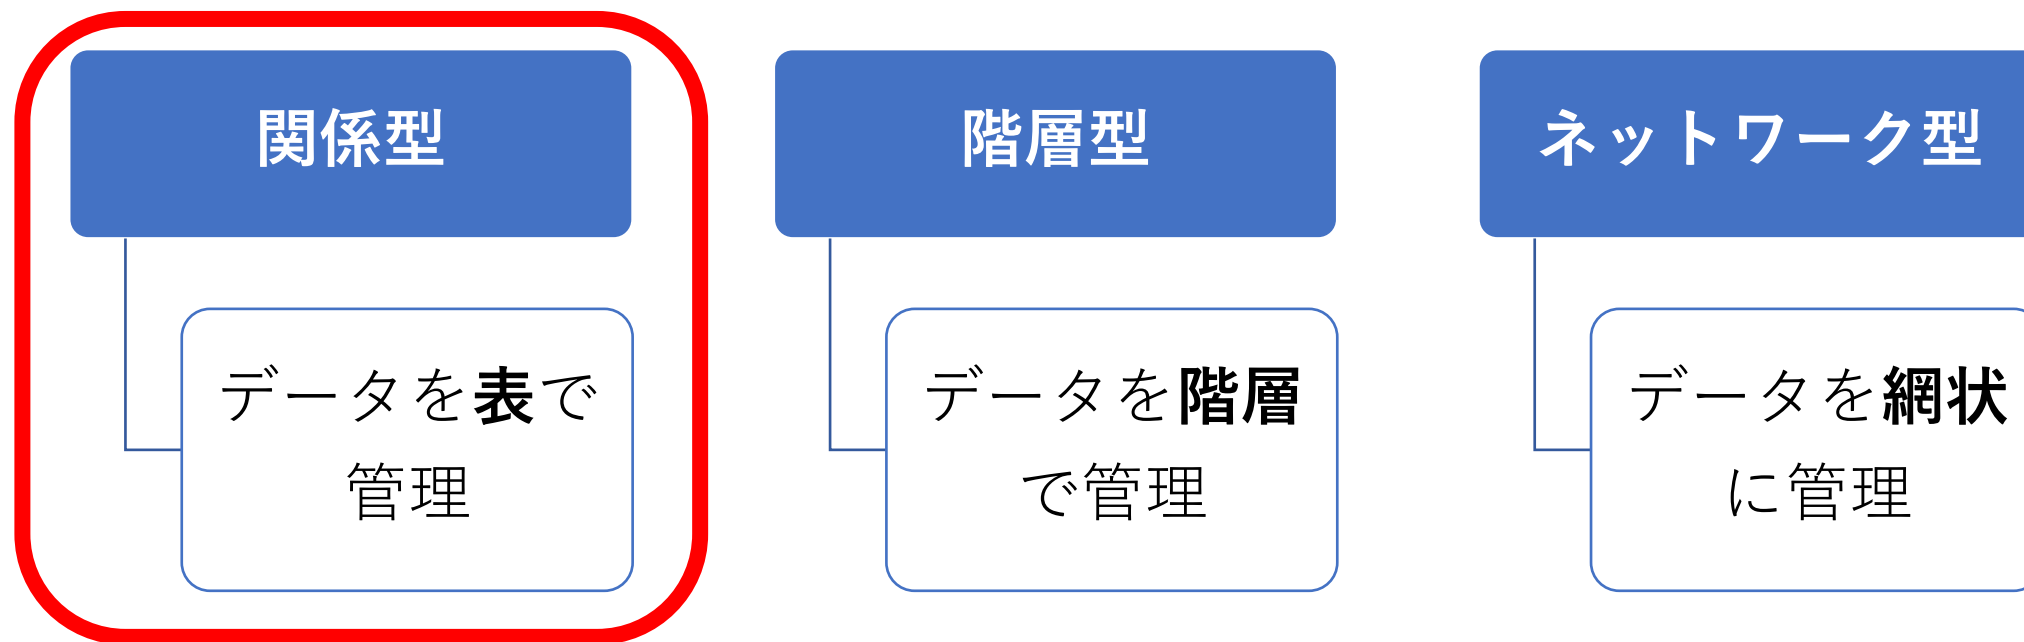 関係型
データを表で
管理
階層型
データを階層
で管理
ネットワーク型
データを網状
に管理